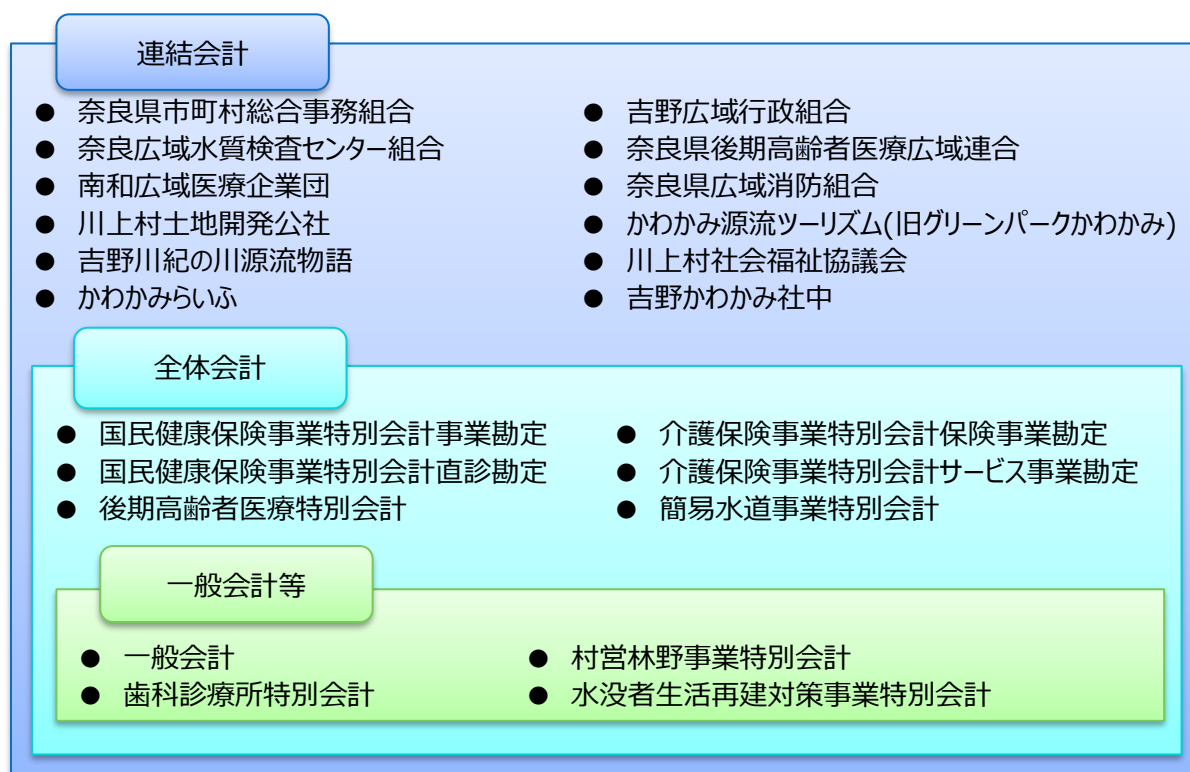 連結会計
● 奈良県市町村総合事務組合
● 吉野広域行政組合
● 奈良広域水質検査センター組合
● 奈良県後期高齢者医療広域連合
● 南和広域医療企業団
● 奈良県広域消防組合
● 川上村土地開発公社
● かわかみ源流ツーリズム(旧グリーンパークかわかみ)
● 吉野川紀の川源流物語
● 川上村社会福祉協議会
● かわかみらいふ
● 吉野かわかみ社中
全体会計
● 国民健康保険事業特別会計事業勘定
● 介護保険事業特別会計保険事業勘定
● 国民健康保険事業特別会計直診勘定
● 介護保険事業特別会計サービス事業勘定
● 後期高齢者医療特別会計
● 簡易水道事業特別会計
一般会計等
● 一般会計
● 村営林野事業特別会計
● 歯科診療所特別会計
● 水没者生活再建対策事業特別会計